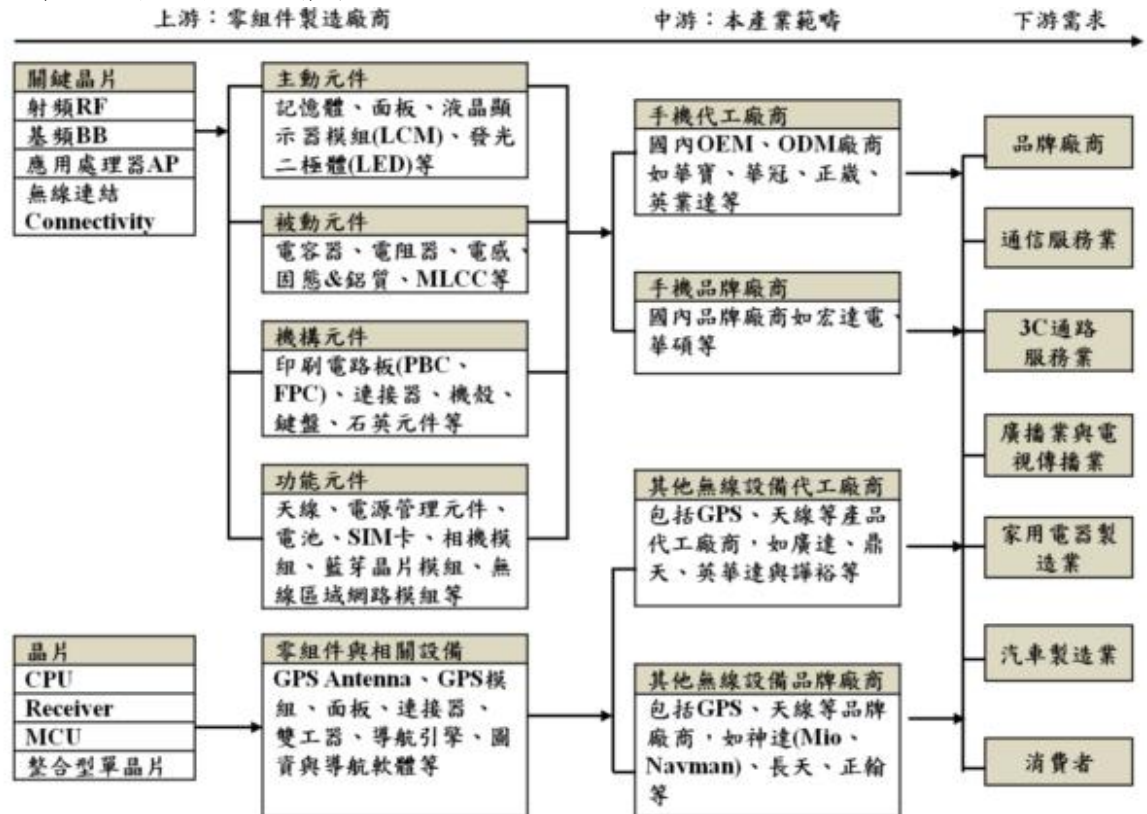 上游：零組件製造廠商
中游：本產業範疇
下游需求
關鍵晶片
射頻RF
基頻BB
應用處理器AP
無線連結
Connectivity
主動元件
記憶體、面板、液晶顯
示器模組(LCM)、發光
二極體(LED)等
被動元件
電容器、電阻器、電感、
固態&鋁質、MLCC等
機構元件
印刷電路板(PBC、
FPC)、連接器、機殼、
鍵盤、石英元件等
功能元件
天線、電源管理元件、
電池、SIM卡、相機模
組、藍芽晶片模組、無
線區域網路模組等
晶片
CPU
Receiver
MCU
整合型單晶片
零組件與相關設備
GPS Antenna、GPS模
組、面板、連接器、
雙工器、導航引擎、圖
資與導航軟體等
手機代工廠商
國內OEM、ODM廠商
如華寶、華冠、正崴、
英業達等
手機品牌廠商
國內品牌廠商如宏達電、
華碩等
其他無線設備代工廠商
包括GPS、天線等產品
代工廠商，如廣達、鼎
天、英華達與譁裕等
其他無線設備品牌廠商
包括GPS、天線等品牌
廠商，如神達(Mio、
Navman)、長天、正翰
等
品牌廠商
通信服務業
3C通路
服務業
廣播業與電
視傳播業
家用電器製
造業
汽車製造業
消費者